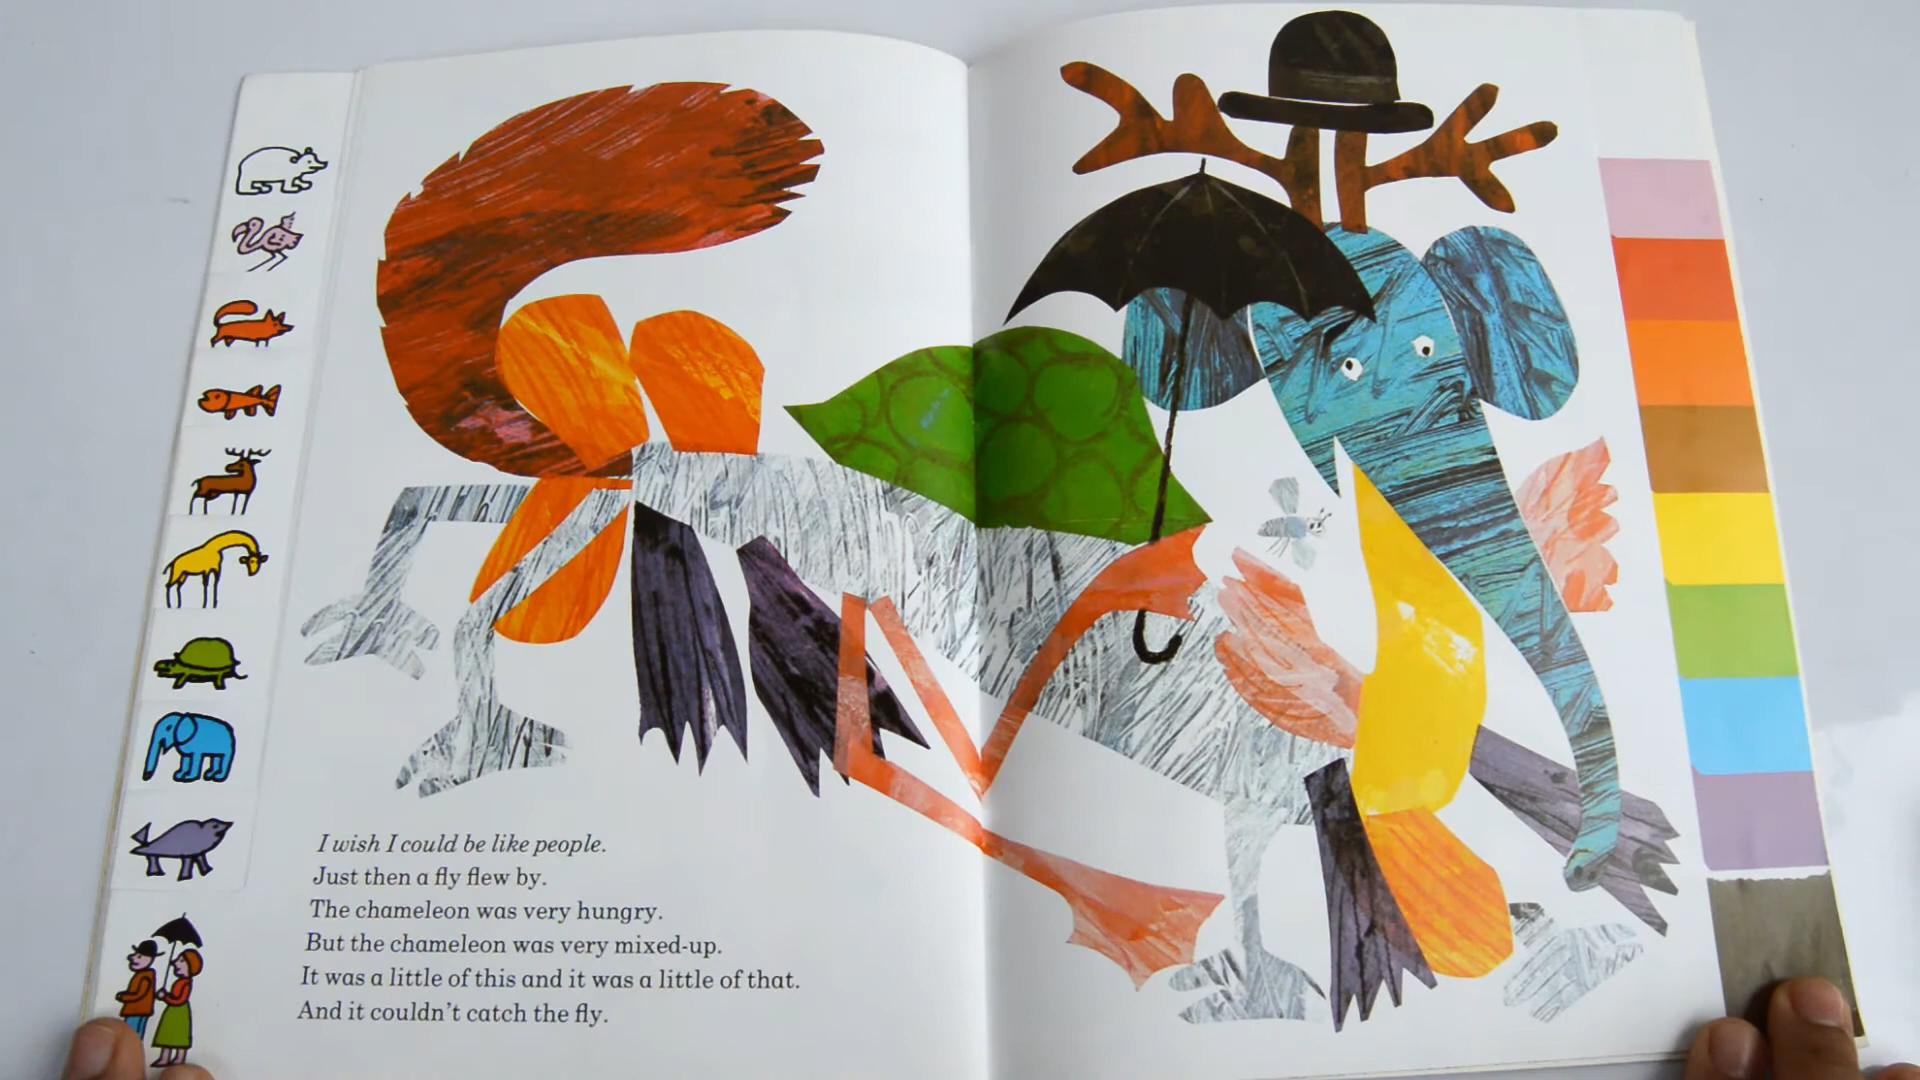 I wish I could be like people.
Just then a fly flew by.
The chameleon was very hungry.
But the chameleon was very mixed-up.
It was a little of this and it was a little of that.
And it couldn't catch the fly.